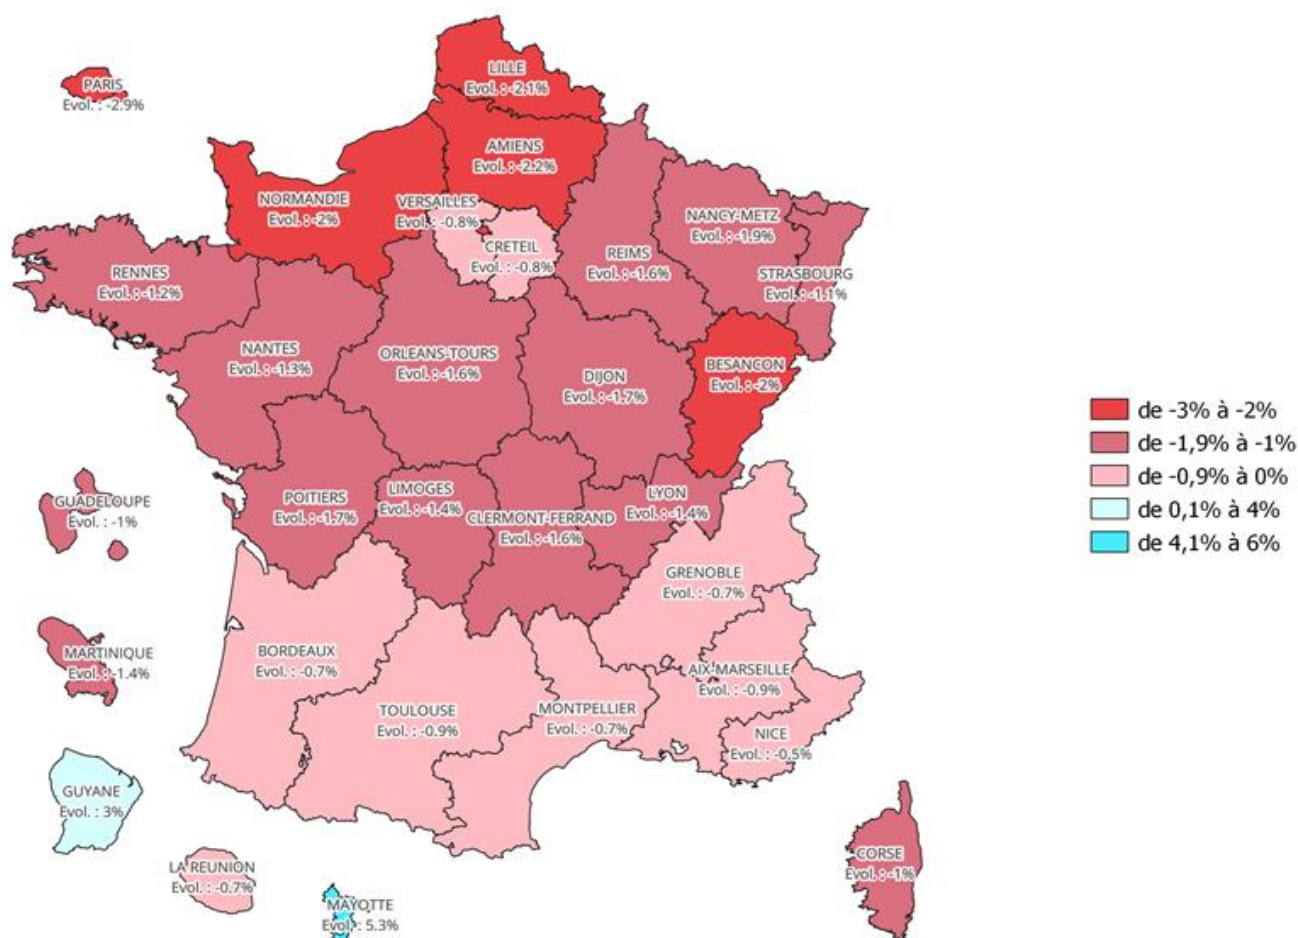 LILLE
Evol. : -2.1%
PARIS
Evol. : -2.9%
AMIENS
Evol. : -2.2%
NORMANDIE
Evol. : -2%
VERSAILLES
Evol. : -0.8%
CRETEIL
Evol. : -0.8%
NANCY-METZ
Evol. : -1.9%
REIMS
Evol. : -1.6%
STRASBOURG
Evol. : -1.1%
RENNES
Evol. : -1.2%
NANTES
Evol. : -1.3%
ORLEANS-TOURS
Evol. : -1.6%
DIJON
Evol. : -1.7%
BESANCON
Evol. : -2%
POITIERS
Evol. : -1.7%
LIMOGES
Evol. : -1.4%
CLERMONT-FERRAND
Evol. : -1.6%
LYON
Evol. : -1.4%
GUADELOUPE
Evol. : -1%
GRENOBLE
Evol. : -0.7%
MARTINIQUE
Evol. : -1.4%
BORDEAUX
Evol. : -0.7%
TOULOUSE
Evol. : -0.9%
MONTPELLIER
Evol. : -0.7%
AIX-MARSEILLE
Evol. : -0.9%
NICE
Evol. : -0.5%
GUYANE
Evol. : 3%
LA REUNION
Evol. : -0.7%
MAYOTTE
Evol. : 5.3%
CORSE
Evol. : -1%
de -3% à -2%
de -1,9% à -1%
de -0,9% à 0%
de 0,1% à 4%
de 4,1% à 6%